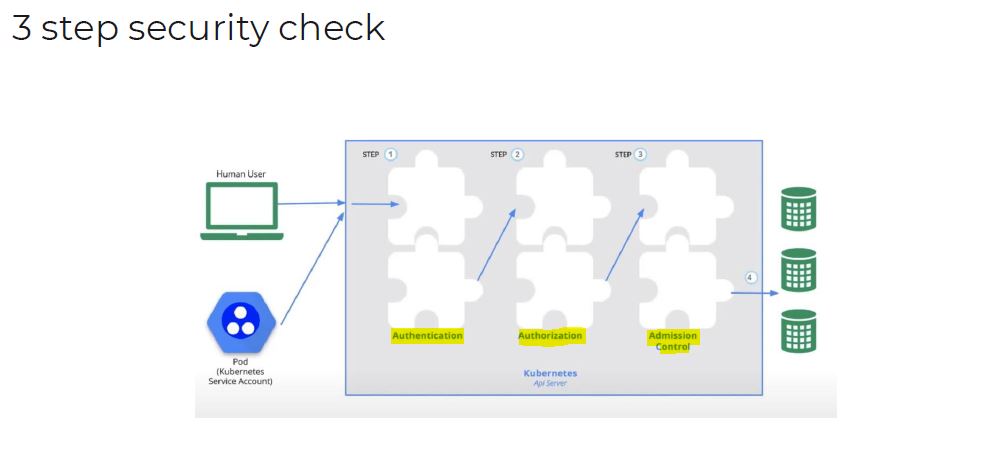 3 step security check
STEP 1
STEP 2
STEP 3
Human User
4
Authentication
Authorization
Admission
Control
Pod
(Kubernetes
Service Account)
Kubernetes
Api Server